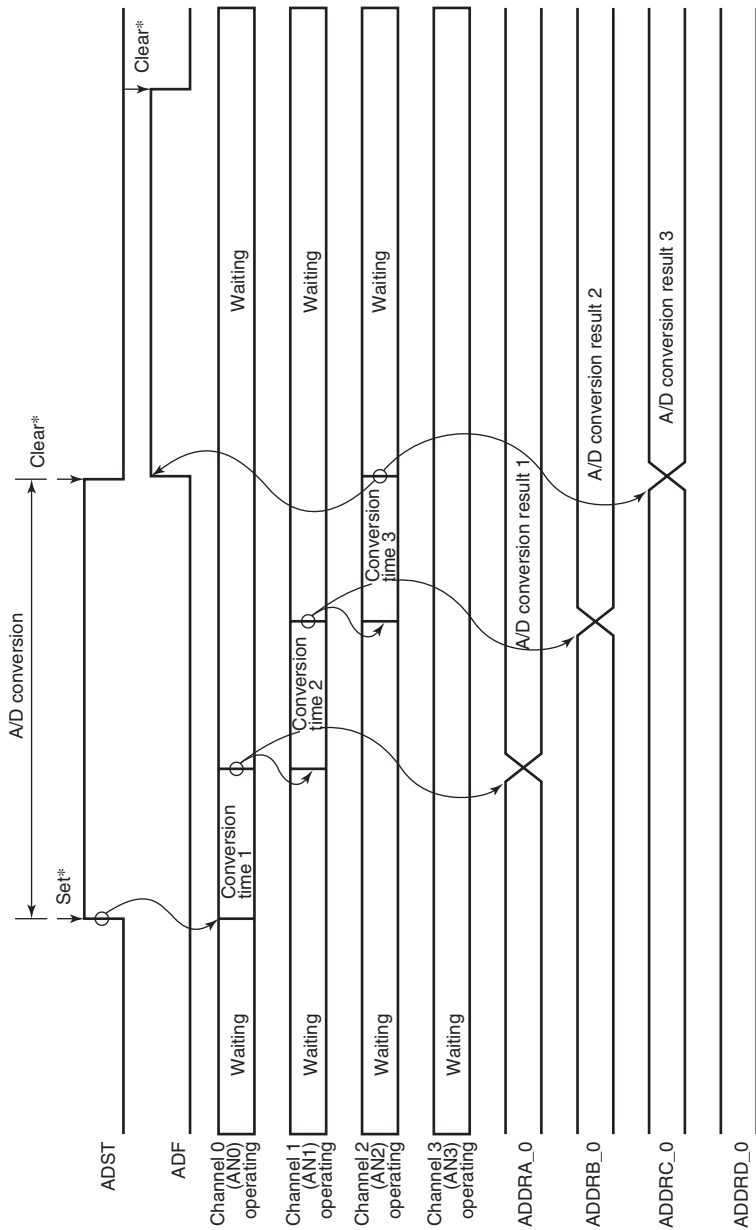 A/D conversion
Set*
Clear*
Clear*
ADST
ADF
Channel 0
(AN0)
operating
Waiting
Conversion
time 1
Waiting
Channel 1
(AN1)
operating
Waiting
Conversion
time 2
Waiting
Channel 2
(AN2)
operating
Waiting
Conversion
time 3
Waiting
Channel 3
(AN3)
operating
Waiting
ADDRA_0
A/D conversion result 1
ADDRB_0
A/D conversion result 2
ADDRC_0
A/D conversion result 3
ADDRD_0